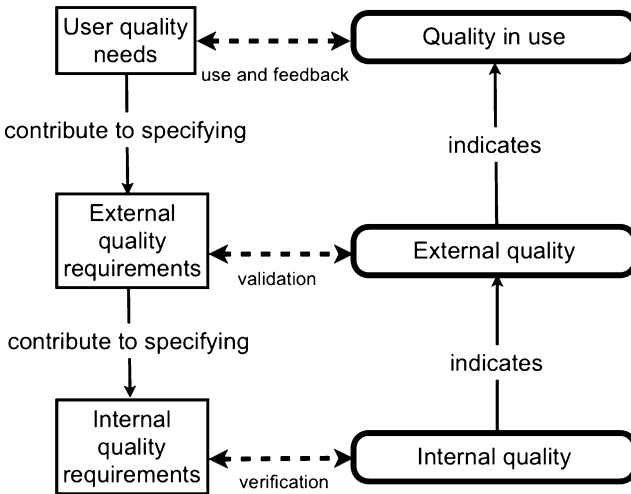 User quality
needs
Quality in use
use and feedback
contribute to specifying
indicates
External
quality
requirements
External quality
validation
contribute to specifying
indicates
Internal
quality
requirements
Internal quality
verification